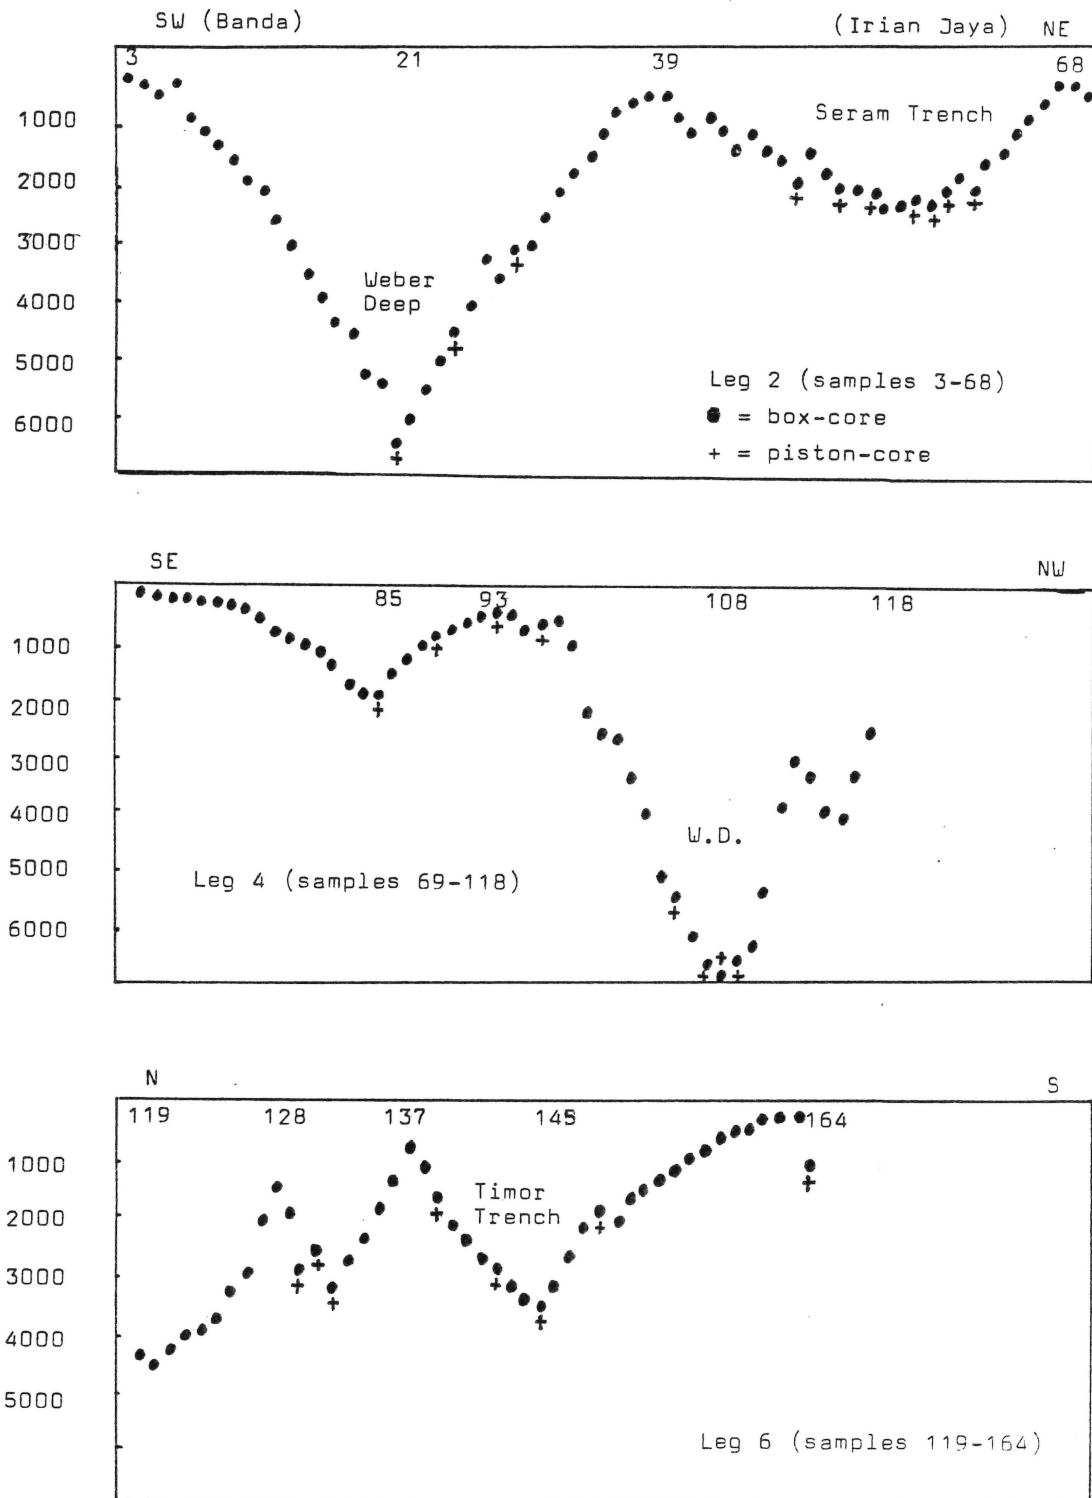 SW (Banda) (Irian Jaya) NE
3 21 39 68
1000
2000
3000
4000
5000
6000
Seram Trench
Weber
Deep
Leg 2 (samples 3-68)
● = box-core
+ = piston-core
SE NW
85 93 108 118
1000
2000
3000
4000
5000
6000
W.D.
Leg 4 (samples 69-118)
N S
119 128 137 145 164
1000
2000
3000
4000
5000
Timor
Trench
Leg 6 (samples 119-164)